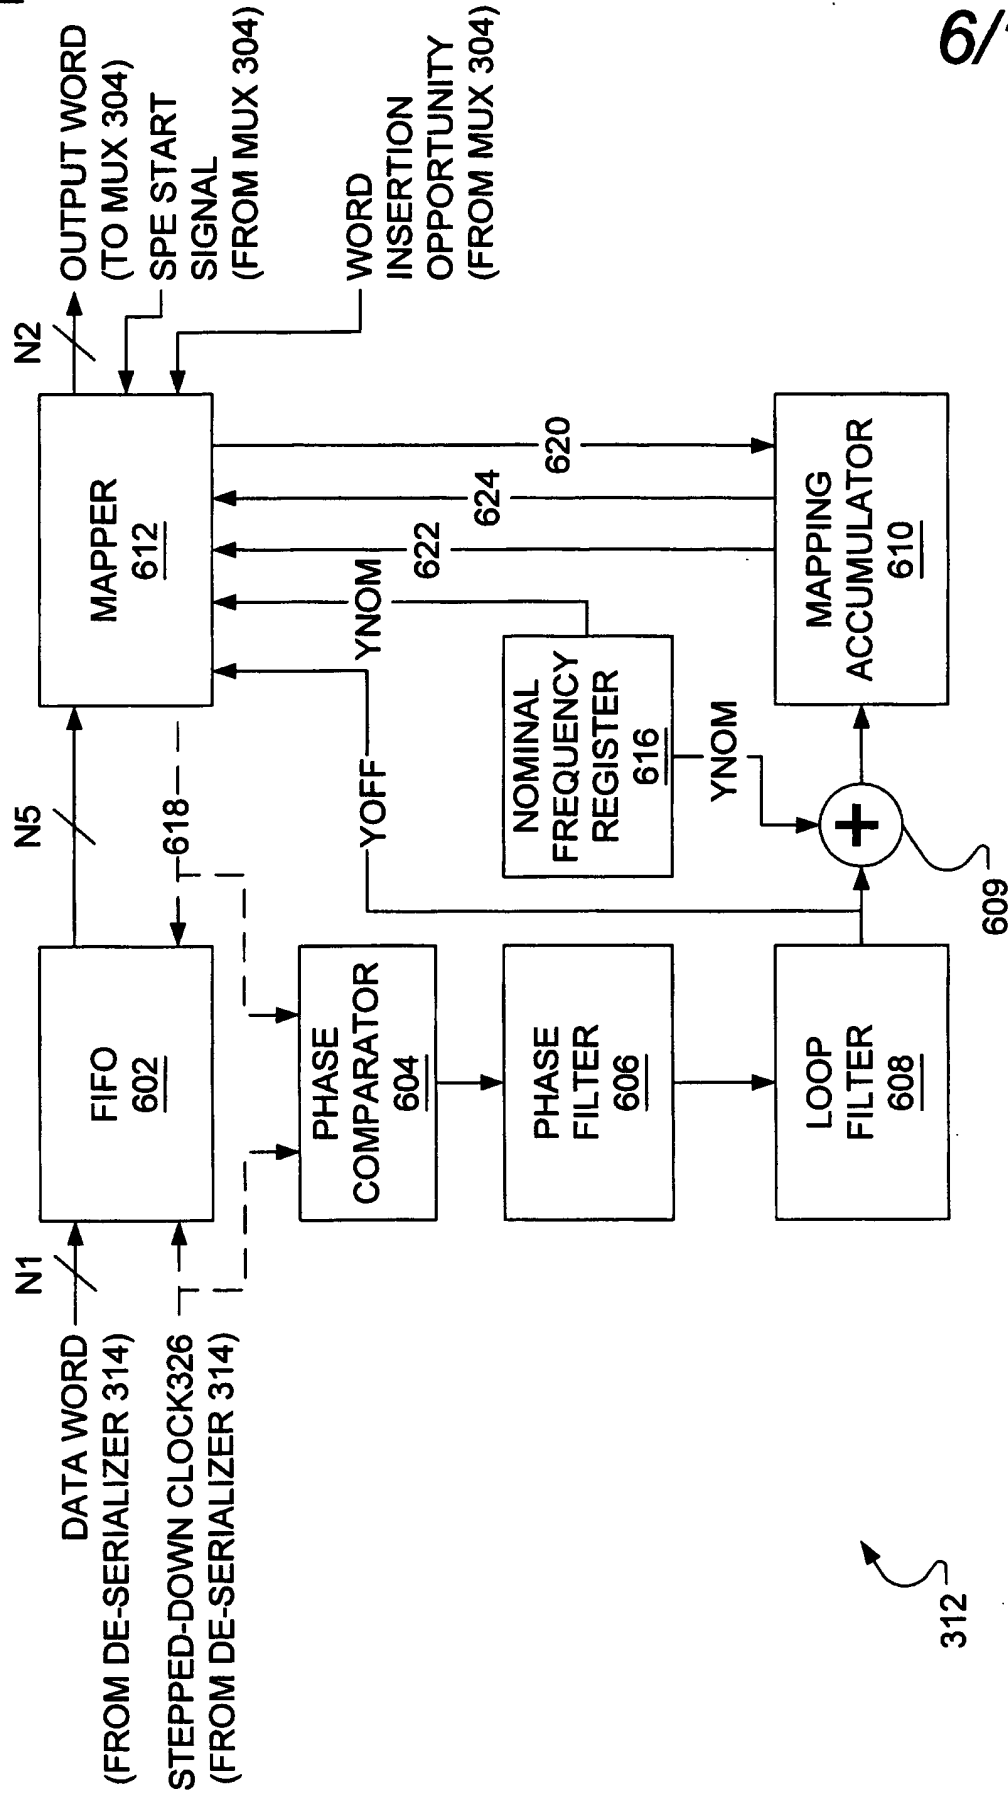 6/
N1
DATA WORD
(FROM DE-SERIALIZER 314)
STEPPED-DOWN CLOCK326
(FROM DE-SERIALIZER 314)
FIFO
602
N5
618
MAPPER
612
N2
OUTPUT WORD
(TO MUX 304)
SPE START
SIGNAL
(FROM MUX 304)
WORD
INSERTION
OPPORTUNITY
(FROM MUX 304)
PHASE
COMPARATOR
604
YOFF
YNOM
622
624
620
PHASE
FILTER
606
NOMINAL
FREQUENCY
REGISTER
616
YNOM
LOOP
FILTER
608
609
+
MAPPING
ACCUMULATOR
610
312